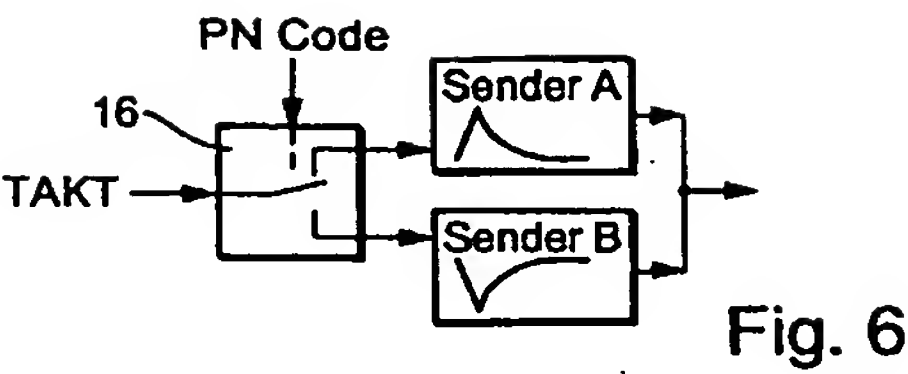 PN Code
16
TAKT
Sender A
Sender B
Fig. 6